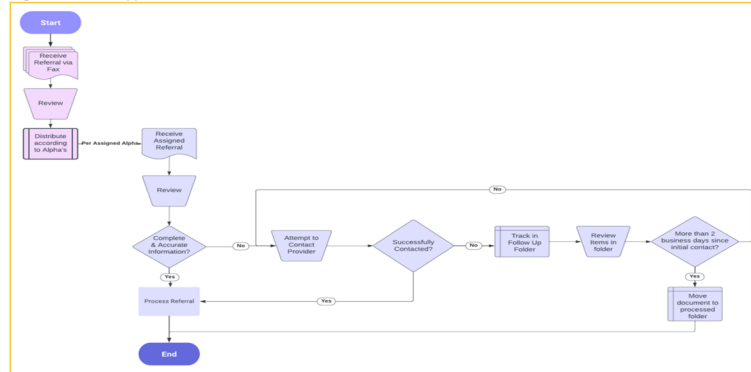 Start
Receive
Referral via
Fax
Review
Distribute
according
to Alpha's
Per Assigned Alpha
Receive
Assigned
Referral
Review
Complete
& Accurate
Information?
No
Attempt to
Contact
Provider
Successfully
Contacted?
No
Track in
Follow Up
Folder
Review
Items in
folder
More than 2
business days since
initial contact?
No
Yes
Process Referral
Yes
Yes
Move
document to
processed
folder
End